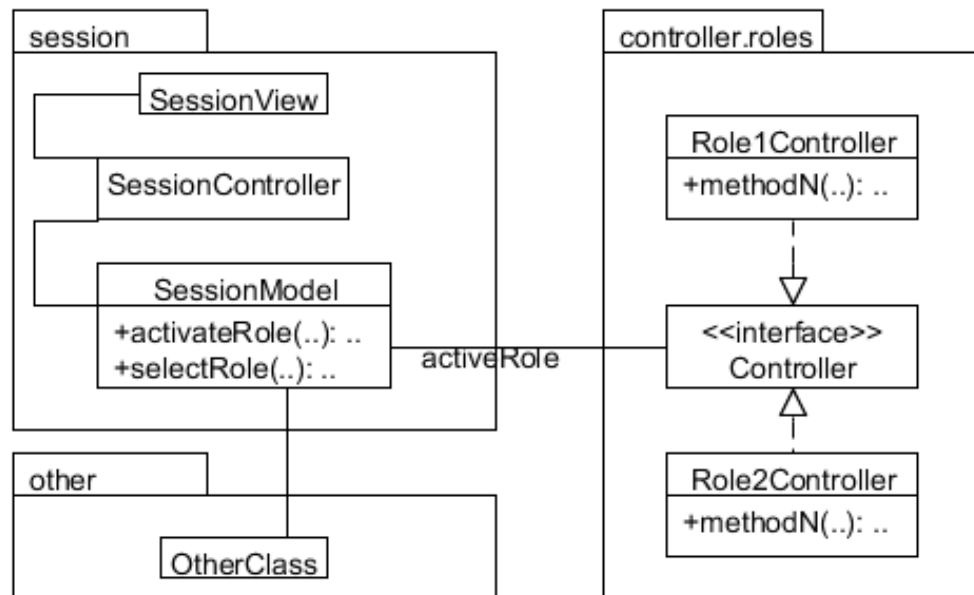 session
SessionView
SessionController
SessionModel
+activateRole(..): ..
+selectRole(..): ..
activeRole
other
OtherClass
controller.roles
Role1Controller
+methodN(..): ..
<<interface>>
Controller
Role2Controller
+methodN(..): ..